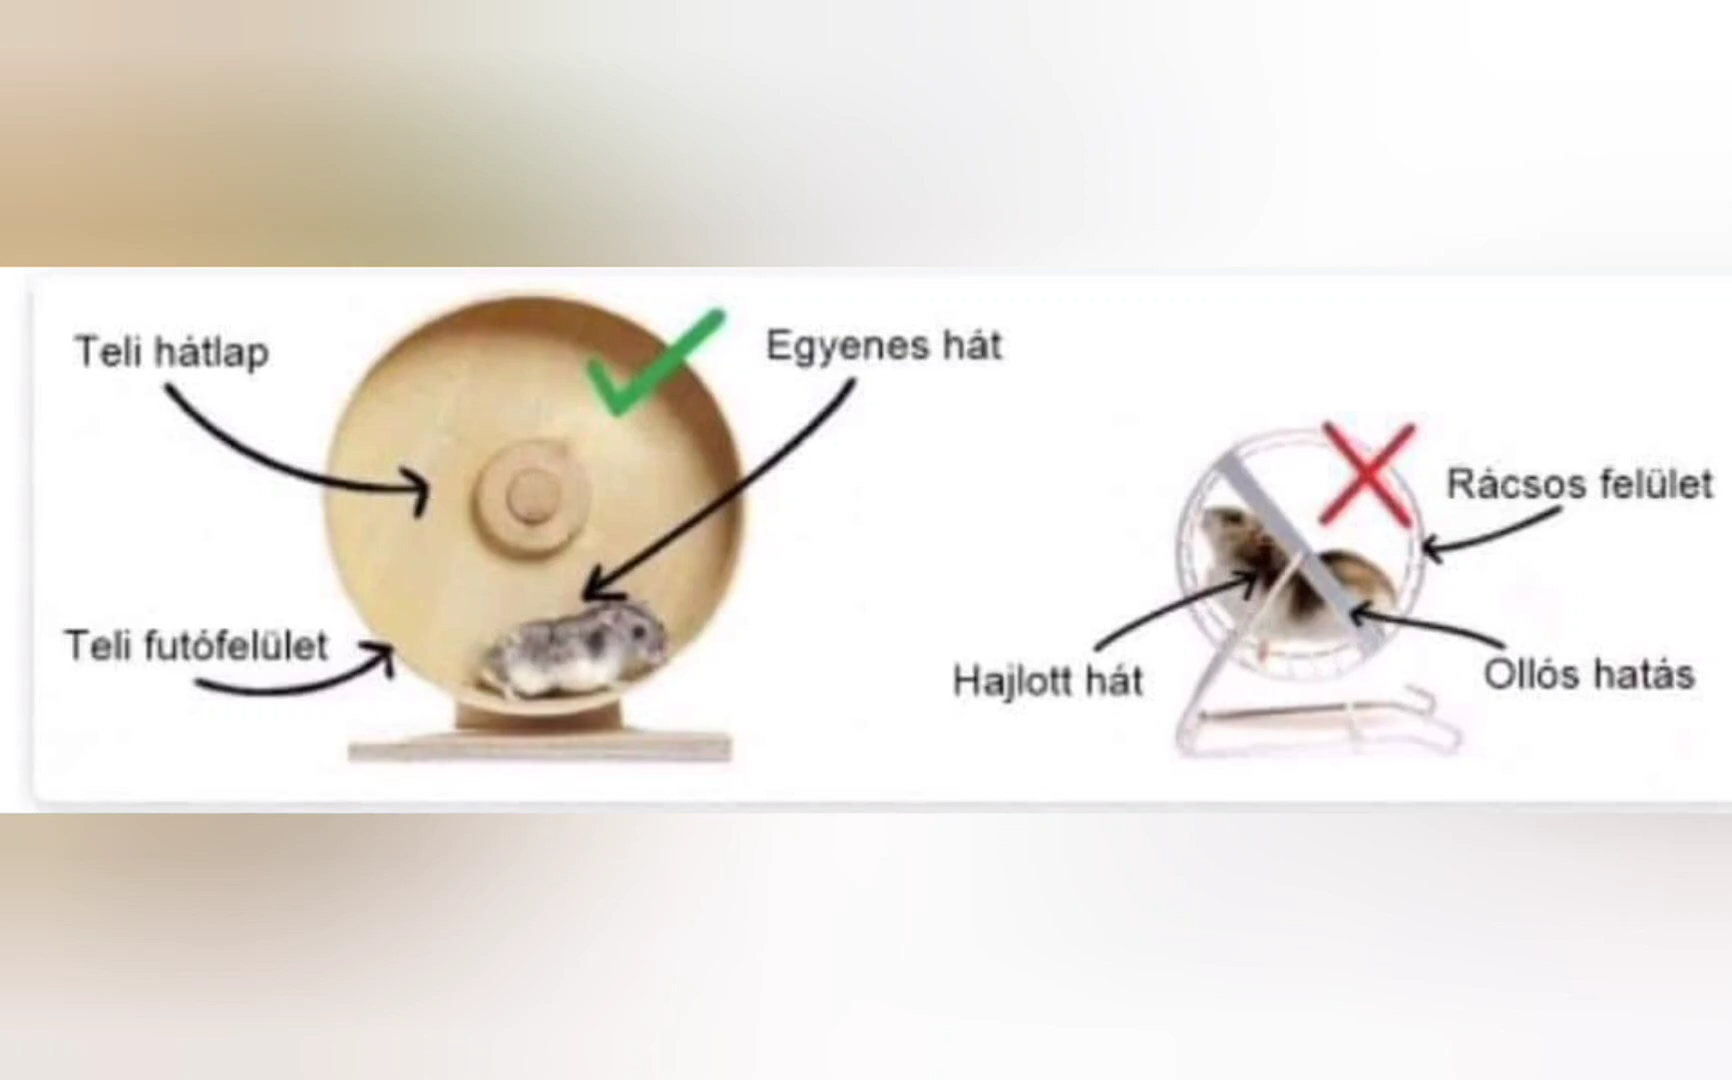 Teli hátlap
Egyenes hát
Teli futófelület
Rácsos felület
Hajlott hát
Ollós hatás